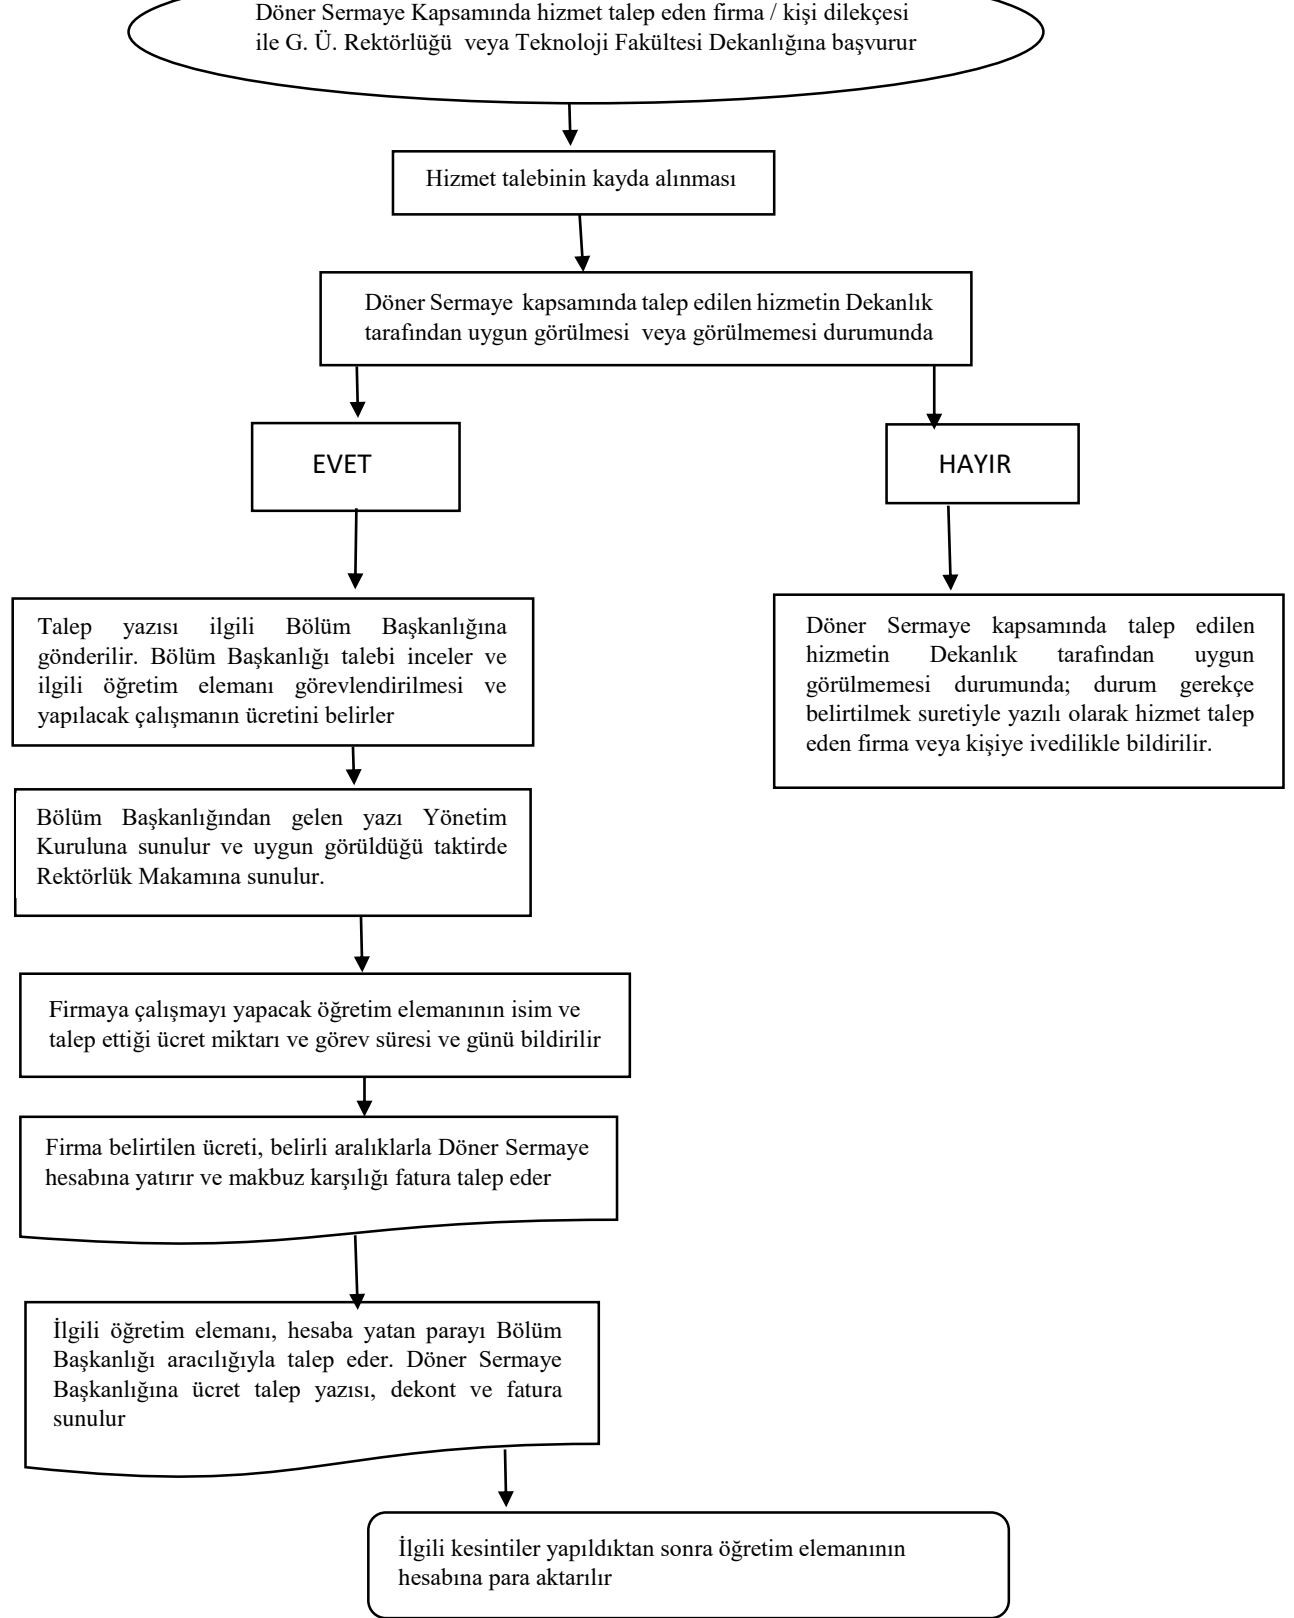 Döner Sermaye Kapsamında hizmet talep eden firma / kişi dilekçesi
ile G. Ü. Rektörlüğü veya Teknoloji Fakültesi Dekanlığına başvurur
Hizmet talebinin kayda alınması
Döner Sermaye kapsamında talep edilen hizmetin Dekanlık
tarafından uygun görülmesi veya görülmemesi durumunda
EVET
HAYIR
Talep yazısı ilgili Bölüm Başkanlığına
gönderilir. Bölüm Başkanlığı talebi inceler ve
ilgili öğretim elemanı görevlendirilmesi ve
yapılacak çalışmanın ücretini belirler
Döner Sermaye kapsamında talep edilen
hizmetin Dekanlık tarafından uygun
görülmemesi durumunda; durum gerekçe
belirtilmek suretiyle yazılı olarak hizmet talep
eden firma veya kişiye ivedilikle bildirilir.
Bölüm Başkanlığından gelen yazı Yönetim
Kuruluna sunulur ve uygun görüldüğü taktirde
Rektörlük Makamına sunulur.
Firmaya çalışmayı yapacak öğretim elemanının isim ve
talep ettiği ücret miktarı ve görev süresi ve günü bildirilir
Firma belirtilen ücreti, belirli aralıklarla Döner Sermaye
hesabına yatırır ve makbuz karşılığı fatura talep eder
İlgili öğretim elemanı, hesaba yatan parayı Bölüm
Başkanlığı aracılığıyla talep eder. Döner Sermaye
Başkanlığına ücret talep yazısı, dekont ve fatura
sunulur
İlgili kesintiler yapıldıktan sonra öğretim elemanının
hesabına para aktarılır